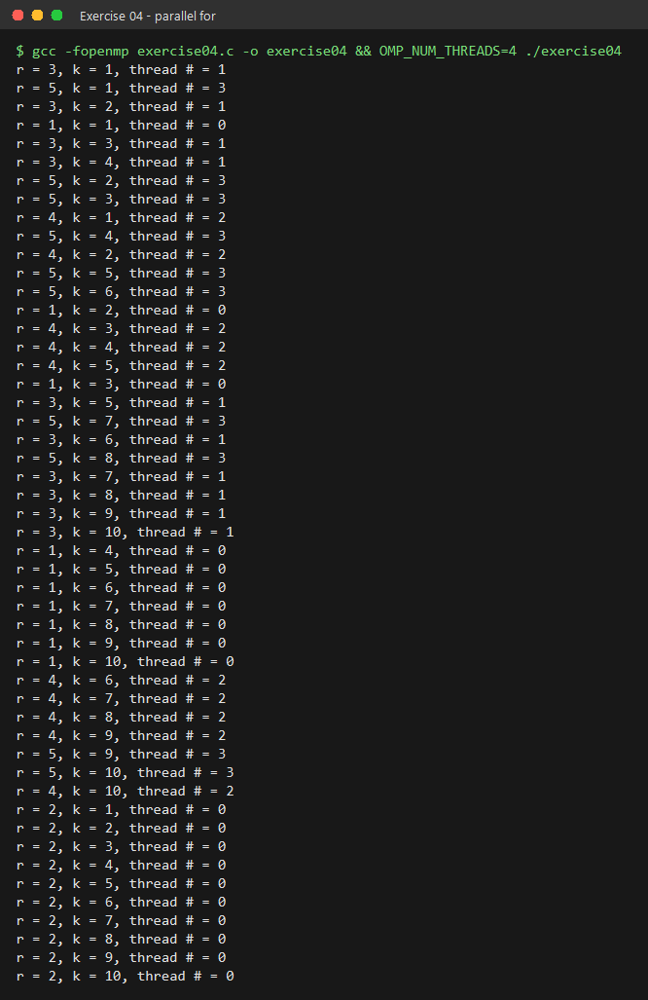 Exercise 04 - parallel for
$ gcc -fopenmp exercise04.c -o exercise04 && OMP_NUM_THREADS=4 ./exercise04
r = 3, k = 1, thread # = 1
r = 5, k = 1, thread # = 3
r = 3, k = 2, thread # = 1
r = 1, k = 1, thread # = 0
r = 3, k = 3, thread # = 1
r = 3, k = 4, thread # = 1
r = 5, k = 2, thread # = 3
r = 5, k = 3, thread # = 3
r = 4, k = 1, thread # = 2
r = 5, k = 4, thread # = 3
r = 4, k = 2, thread # = 2
r = 5, k = 5, thread # = 3
r = 5, k = 6, thread # = 3
r = 1, k = 2, thread # = 0
r = 4, k = 3, thread # = 2
r = 4, k = 4, thread # = 2
r = 4, k = 5, thread # = 2
r = 1, k = 3, thread # = 0
r = 3, k = 5, thread # = 1
r = 5, k = 7, thread # = 3
r = 3, k = 6, thread # = 1
r = 5, k = 8, thread # = 3
r = 3, k = 7, thread # = 1
r = 3, k = 8, thread # = 1
r = 3, k = 9, thread # = 1
r = 3, k = 10, thread # = 1
r = 1, k = 4, thread # = 0
r = 1, k = 5, thread # = 0
r = 1, k = 6, thread # = 0
r = 1, k = 7, thread # = 0
r = 1, k = 8, thread # = 0
r = 1, k = 9, thread # = 0
r = 1, k = 10, thread # = 0
r = 4, k = 6, thread # = 2
r = 4, k = 7, thread # = 2
r = 4, k = 8, thread # = 2
r = 4, k = 9, thread # = 2
r = 5, k = 9, thread # = 3
r = 5, k = 10, thread # = 3
r = 4, k = 10, thread # = 2
r = 2, k = 1, thread # = 0
r = 2, k = 2, thread # = 0
r = 2, k = 3, thread # = 0
r = 2, k = 4, thread # = 0
r = 2, k = 5, thread # = 0
r = 2, k = 6, thread # = 0
r = 2, k = 7, thread # = 0
r = 2, k = 8, thread # = 0
r = 2, k = 9, thread # = 0
r = 2, k = 10, thread # = 0